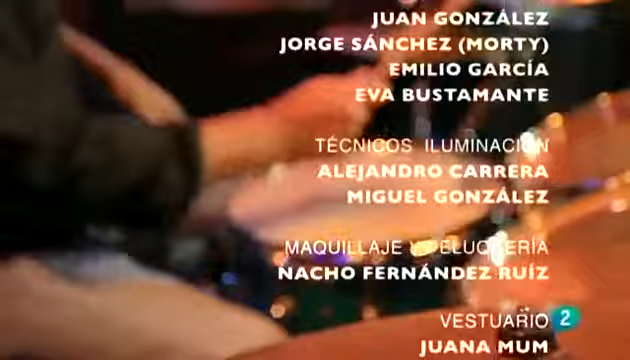 JUAN GONZÁLEZ
JORGE SÁNCHEZ (MORTY)
EMILIO GARCÍA
EVA BUSTAMANTE
TÉCNICOS ILUMINACIÓN
ALEJANDRO CARRERA
MIGUEL GONZÁLEZ
MAQUILLAJE Y PELUQUERÍA
NACHO FERNÁNDEZ RUÍZ
VESTUARIO 2
JUANA MUM